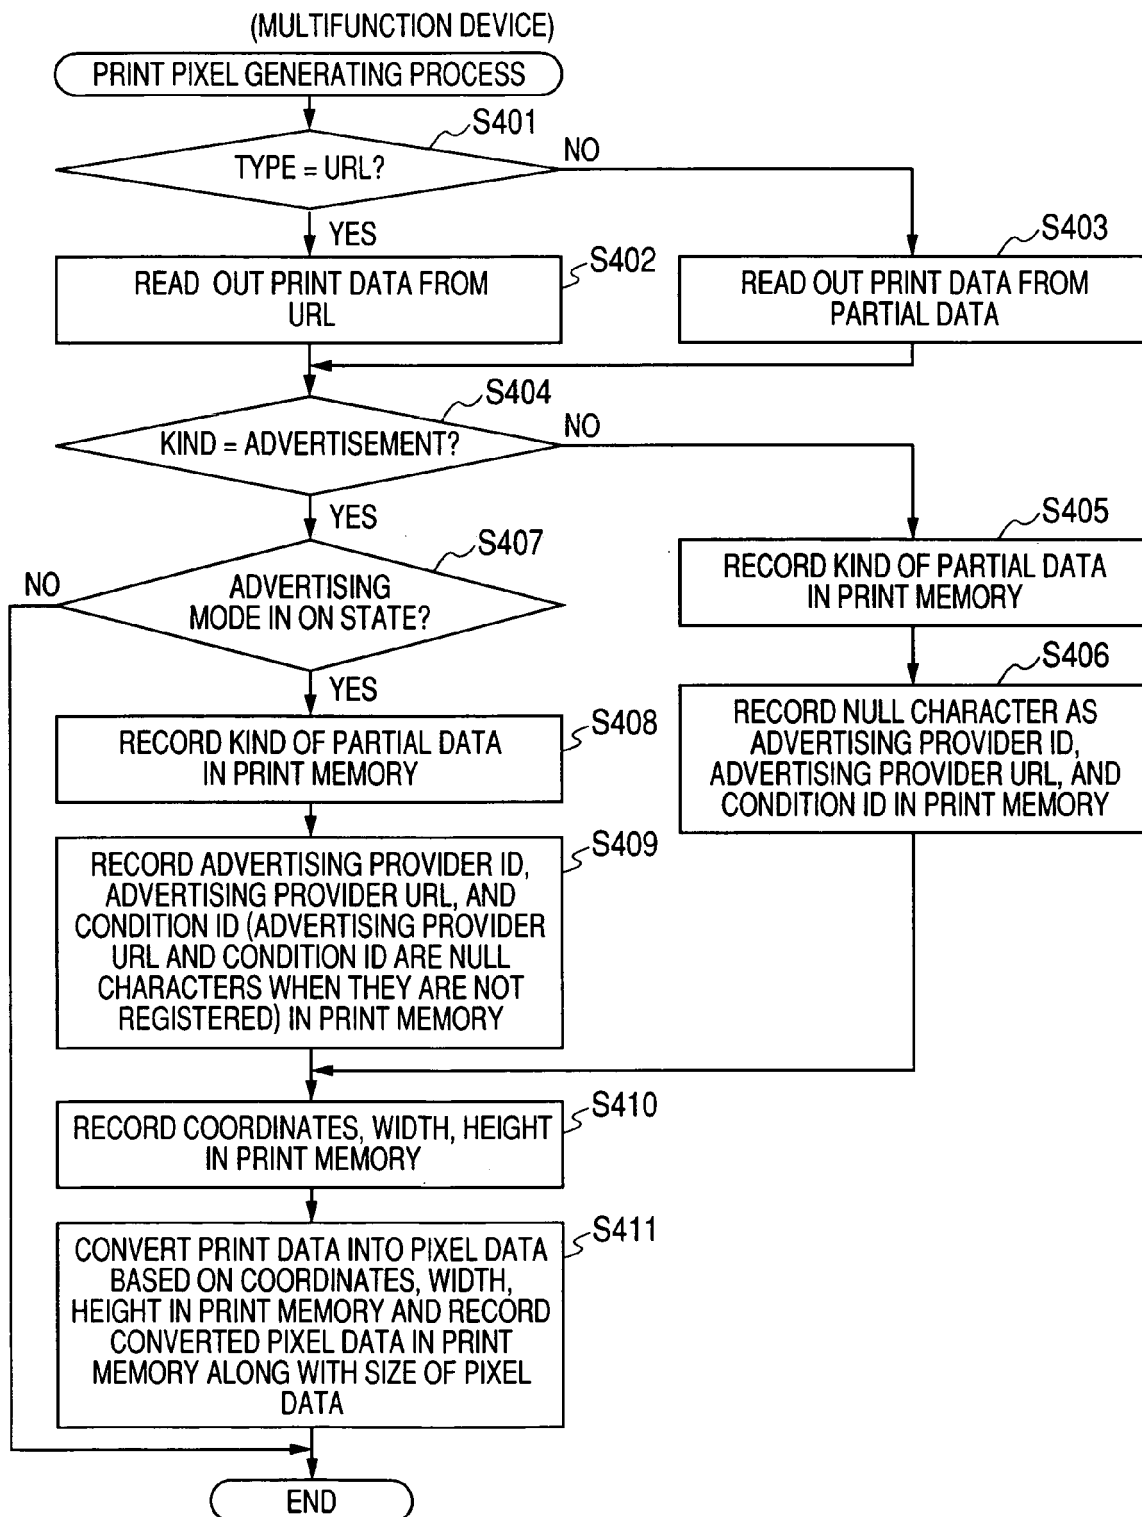 (MULTIFUNCTION DEVICE)
PRINT PIXEL GENERATING PROCESS
S401
TYPE = URL?
NO
YES
S402
READ OUT PRINT DATA FROM
URL
S403
READ OUT PRINT DATA FROM
PARTIAL DATA
S404
KIND = ADVERTISEMENT?
NO
YES
S405
RECORD KIND OF PARTIAL DATA
IN PRINT MEMORY
S406
RECORD NULL CHARACTER AS
ADVERTISING PROVIDER ID,
ADVERTISING PROVIDER URL, AND
CONDITION ID IN PRINT MEMORY
S407
NO
ADVERTISING
MODE IN ON STATE?
YES
S408
RECORD KIND OF PARTIAL DATA
IN PRINT MEMORY
S409
RECORD ADVERTISING PROVIDER ID,
ADVERTISING PROVIDER URL, AND
CONDITION ID (ADVERTISING PROVIDER
URL AND CONDITION ID ARE NULL
CHARACTERS WHEN THEY ARE NOT
REGISTERED) IN PRINT MEMORY
S410
RECORD COORDINATES, WIDTH, HEIGHT
IN PRINT MEMORY
S411
CONVERT PRINT DATA INTO PIXEL DATA
BASED ON COORDINATES, WIDTH,
HEIGHT IN PRINT MEMORY AND RECORD
CONVERTED PIXEL DATA IN PRINT
MEMORY ALONG WITH SIZE OF PIXEL
DATA
END